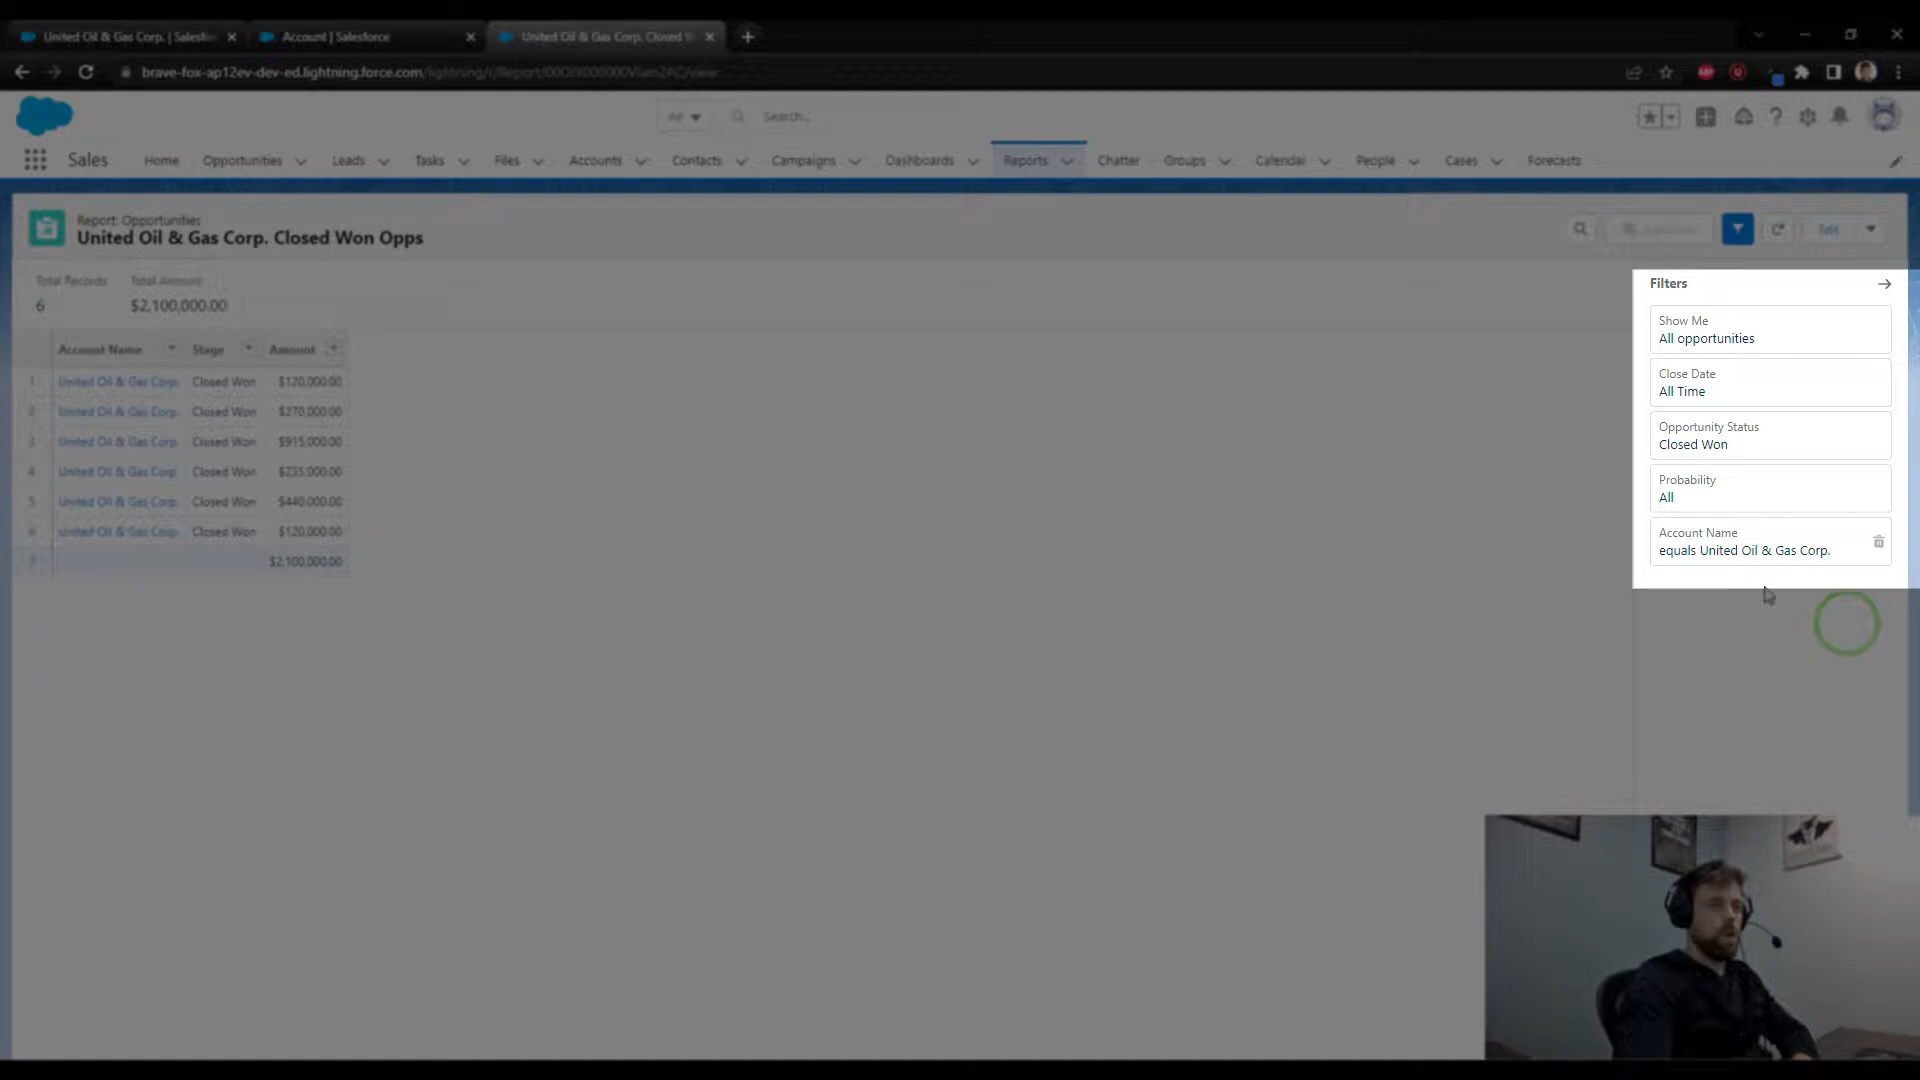 United Oil & Gas Corp. | Salesf
Account | Salesforce
United Oil & Gas Corp. Closed W
brave-fox-ap12ev-dev-ed.lightning.force.com/lightning/r/Report/
All
Search...
Sales
Home
Opportunities
Leads
Tasks
Files
Accounts
Contacts
Campaigns
Dashboards
Reports
Chatter
Groups
Calendar
People
Cases
Forecasts
Report: Opportunities
United Oil & Gas Corp. Closed Won Opps
Edit
Total Records
Total Amount
6
$2,100,000.00
Account Name
Stage
Amount
1
United Oil & Gas Corp.
Closed Won
$120,000.00
2
United Oil & Gas Corp.
Closed Won
$270,000.00
3
United Oil & Gas Corp.
Closed Won
$915,000.00
4
United Oil & Gas Corp.
Closed Won
$235,000.00
5
United Oil & Gas Corp.
Closed Won
$440,000.00
6
United Oil & Gas Corp.
Closed Won
$120,000.00
7
$2,100,000.00
Filters
Show Me
All opportunities
Close Date
All Time
Opportunity Status
Closed Won
Probability
All
Account Name
equals United Oil & Gas Corp.